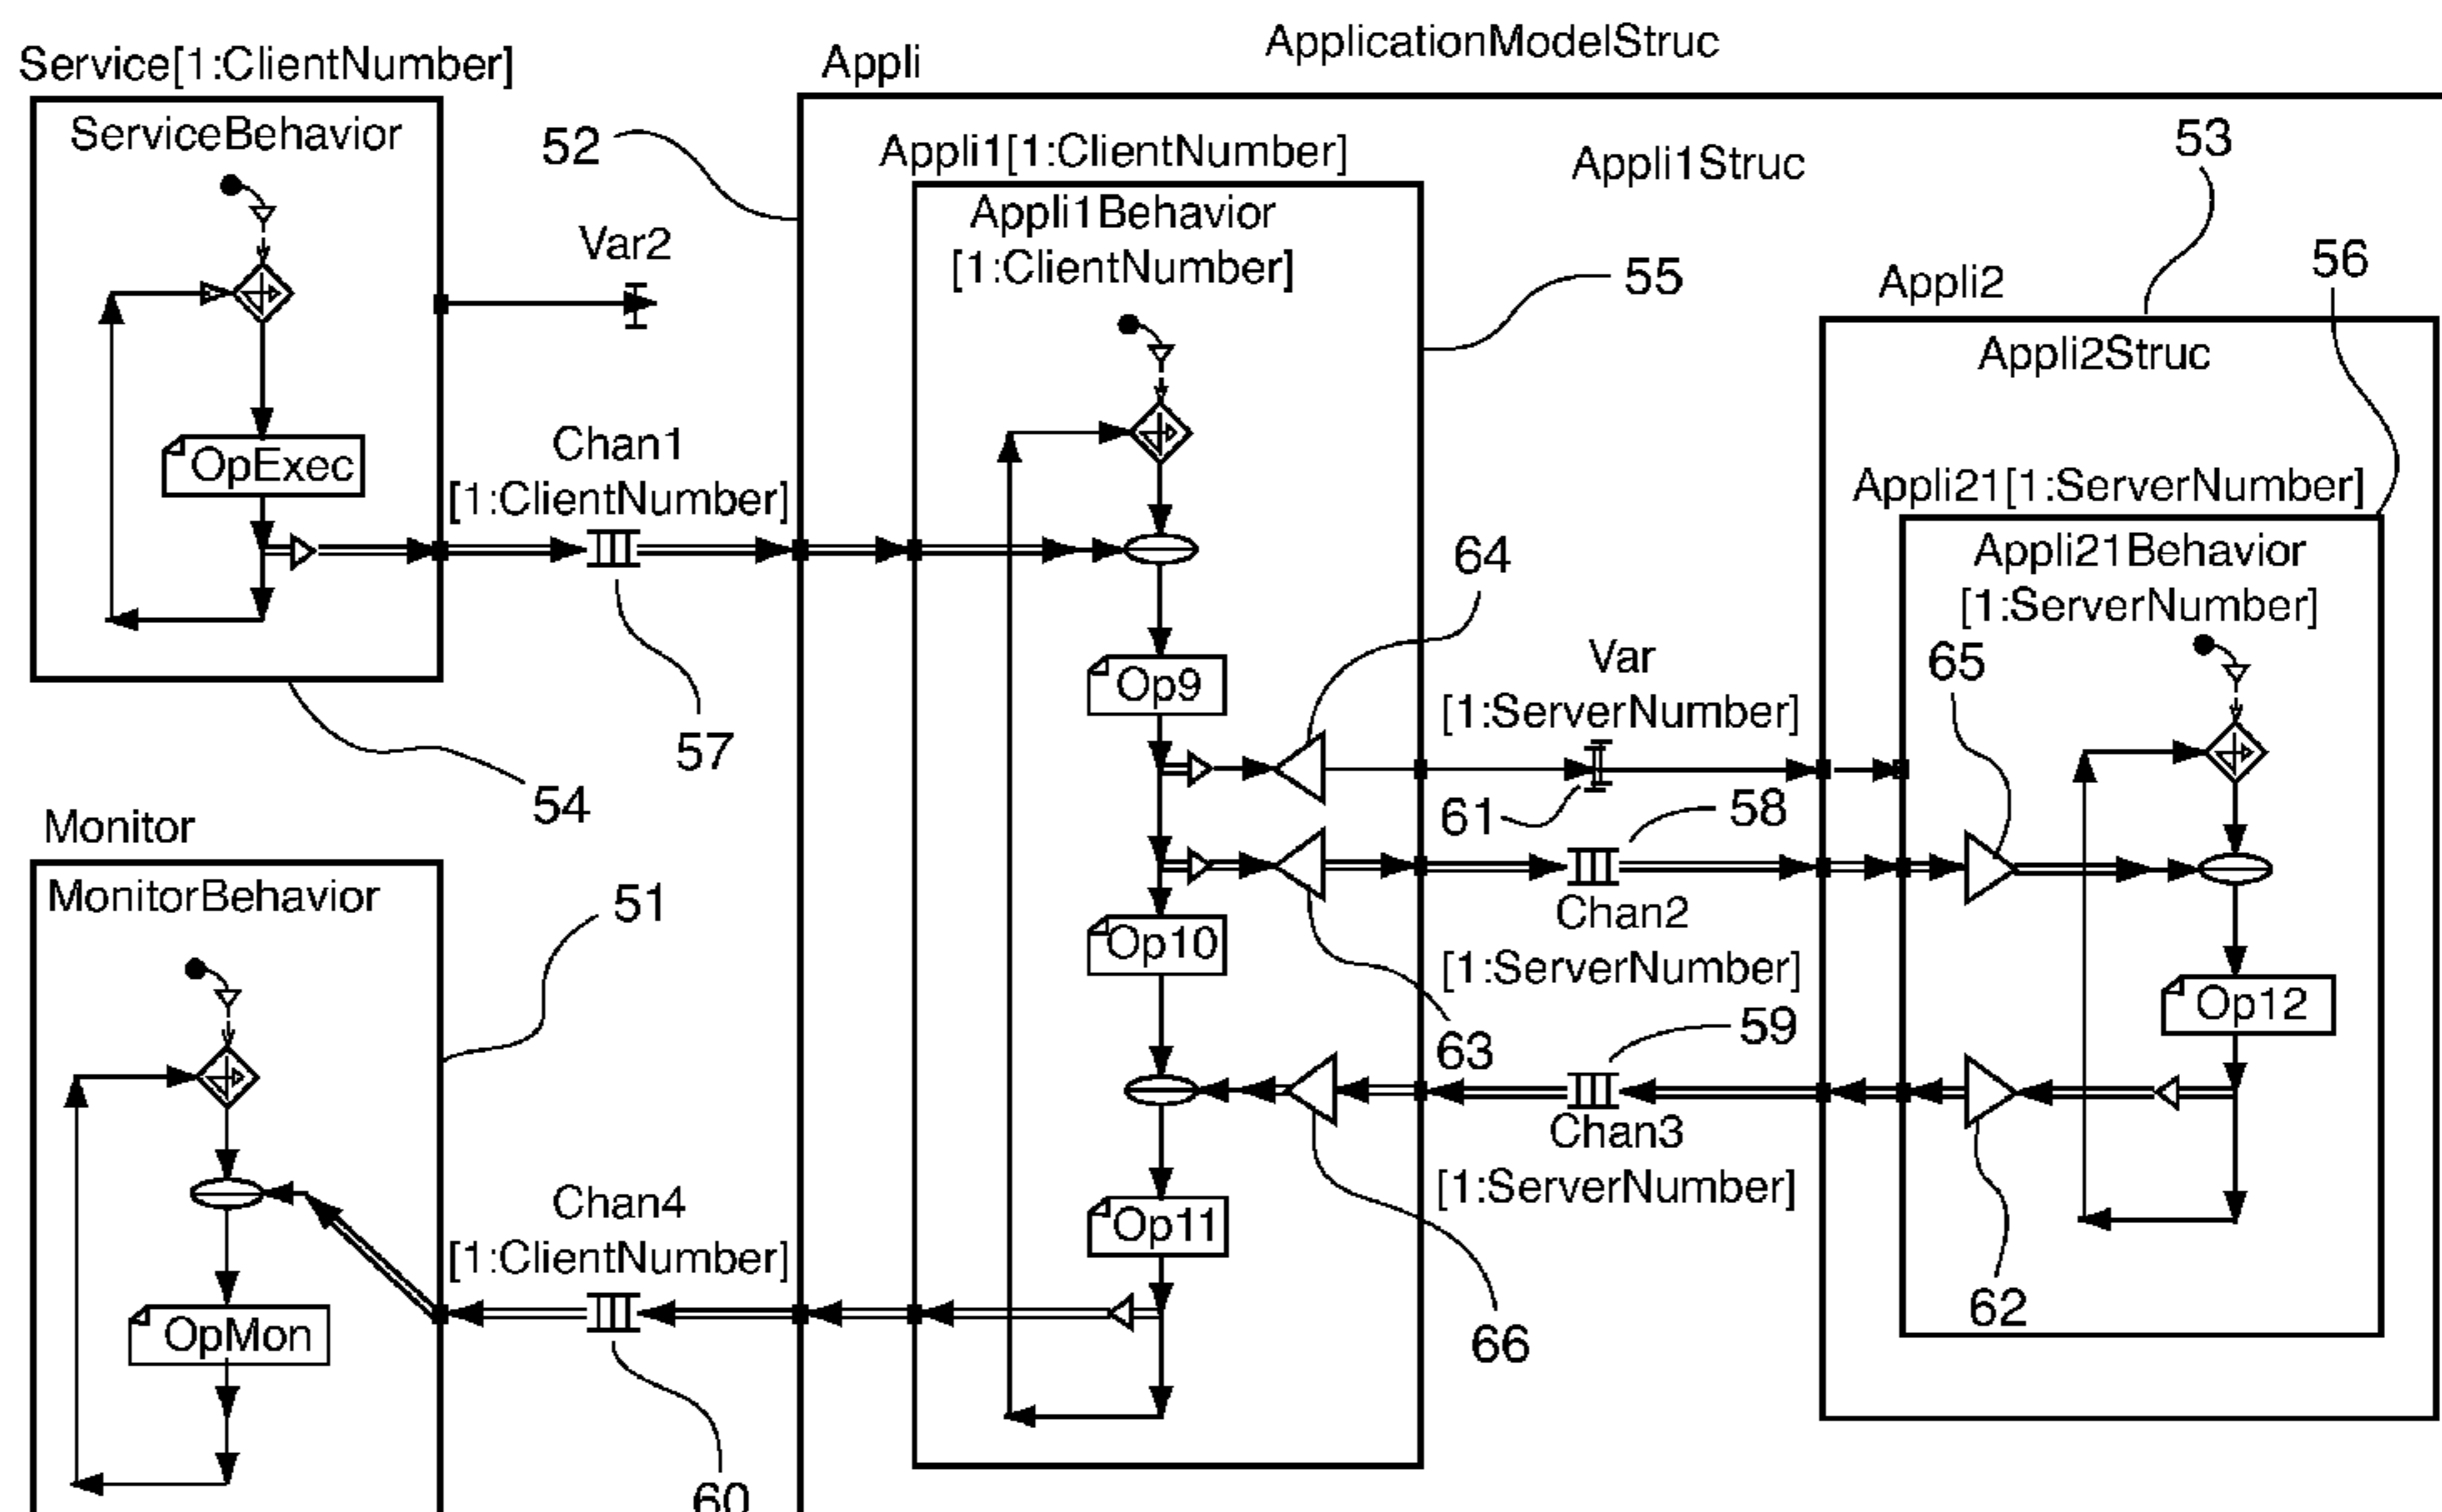 ApplicationModelStruc
Service[1:ClientNumber]
ServiceBehavior
OpExec
54
Var2
Chan1
[1:ClientNumber]
57
Monitor
MonitorBehavior
OpMon
51
Chan4
[1:ClientNumber]
60
Appli
52
Appli1Struc
Appli1[1:ClientNumber]
Appli1Behavior
[1:ClientNumber]
55
Op9
Op10
Op11
64
Var
[1:ServerNumber]
61
58
Chan2
[1:ServerNumber]
63
59
Chan3
[1:ServerNumber]
66
53
Appli2
Appli2Struc
56
Appli21[1:ServerNumber]
Appli21Behavior
[1:ServerNumber]
65
Op12
62